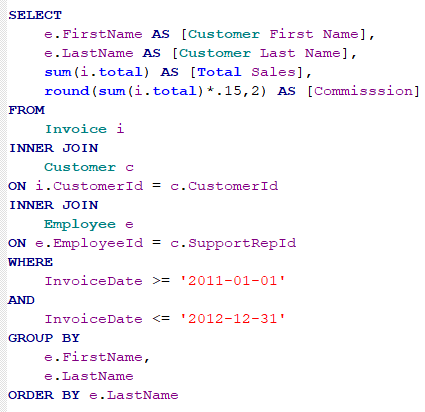 SELECT
    e.FirstName AS [Customer First Name],
    e.LastName AS [Customer Last Name],
    sum(i.total) AS [Total Sales],
    round(sum(i.total)*.15,2) AS [Commisssion]
FROM
    Invoice i
INNER JOIN
    Customer c
ON i.CustomerId = c.CustomerId
INNER JOIN
    Employee e
ON e.EmployeeId = c.SupportRepId
WHERE
    InvoiceDate >= '2011-01-01'
AND
    InvoiceDate <= '2012-12-31'
GROUP BY
    e.FirstName,
    e.LastName
ORDER BY e.LastName